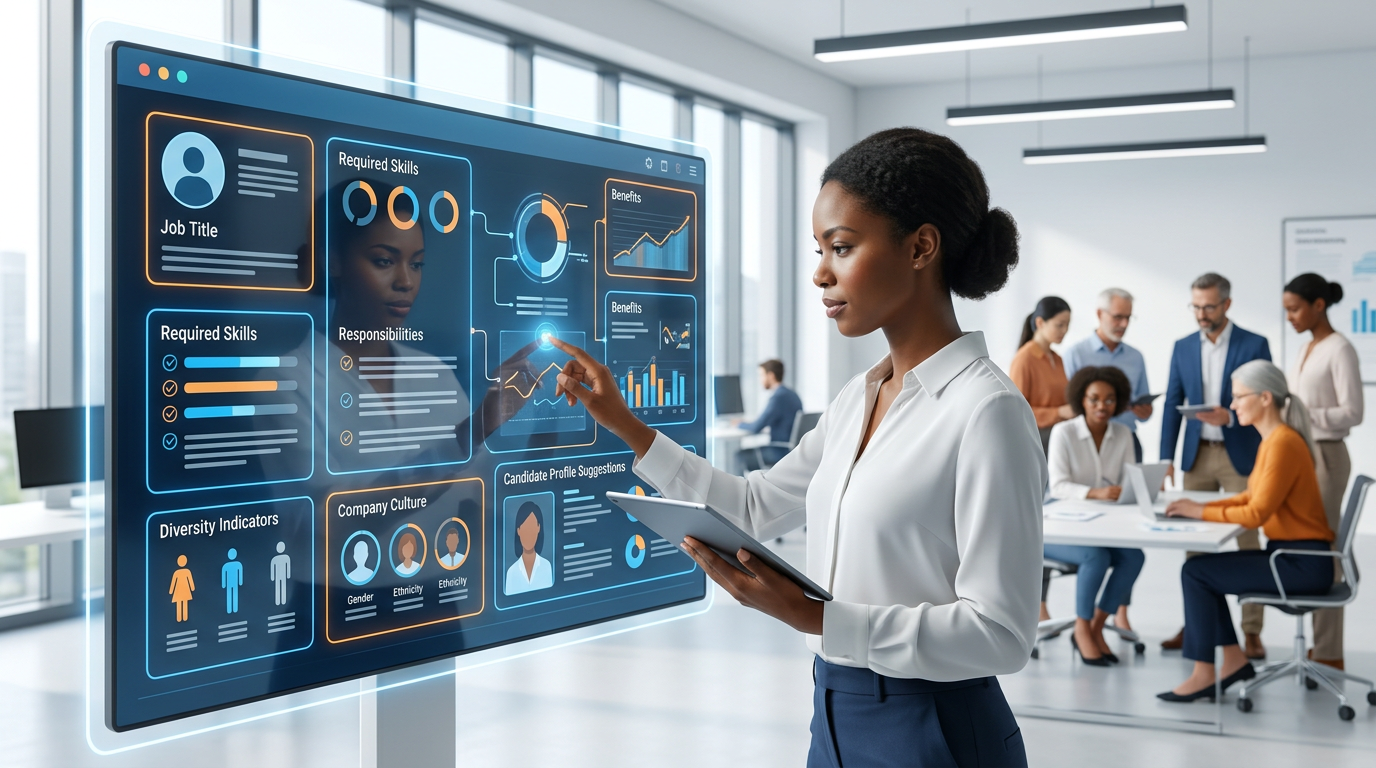 Job Title
Required Skills
Responsibilities
Benefits
Benefits
Required Skills
Diversity Indicators
Company Culture
Gender
Ethnicity
Ethnicity
Candidate Profile Suggestions